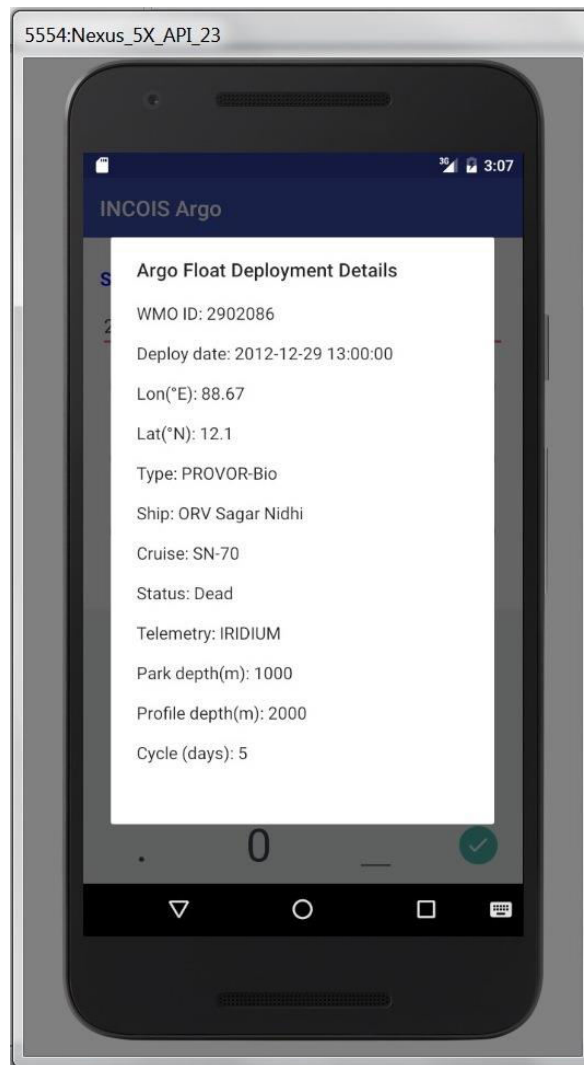 5554:Nexus_5X_API_23
3G 3:07
INCOIS Argo
S
Argo Float Deployment Details
2
WMO ID: 2902086
Deploy date: 2012-12-29 13:00:00
Lon(°E): 88.67
Lat(°N): 12.1
Type: PROVOR-Bio
Ship: ORV Sagar Nidhi
Cruise: SN-70
Status: Dead
Telemetry: IRIDIUM
Park depth(m): 1000
Profile depth(m): 2000
Cycle (days): 5
. 0 _